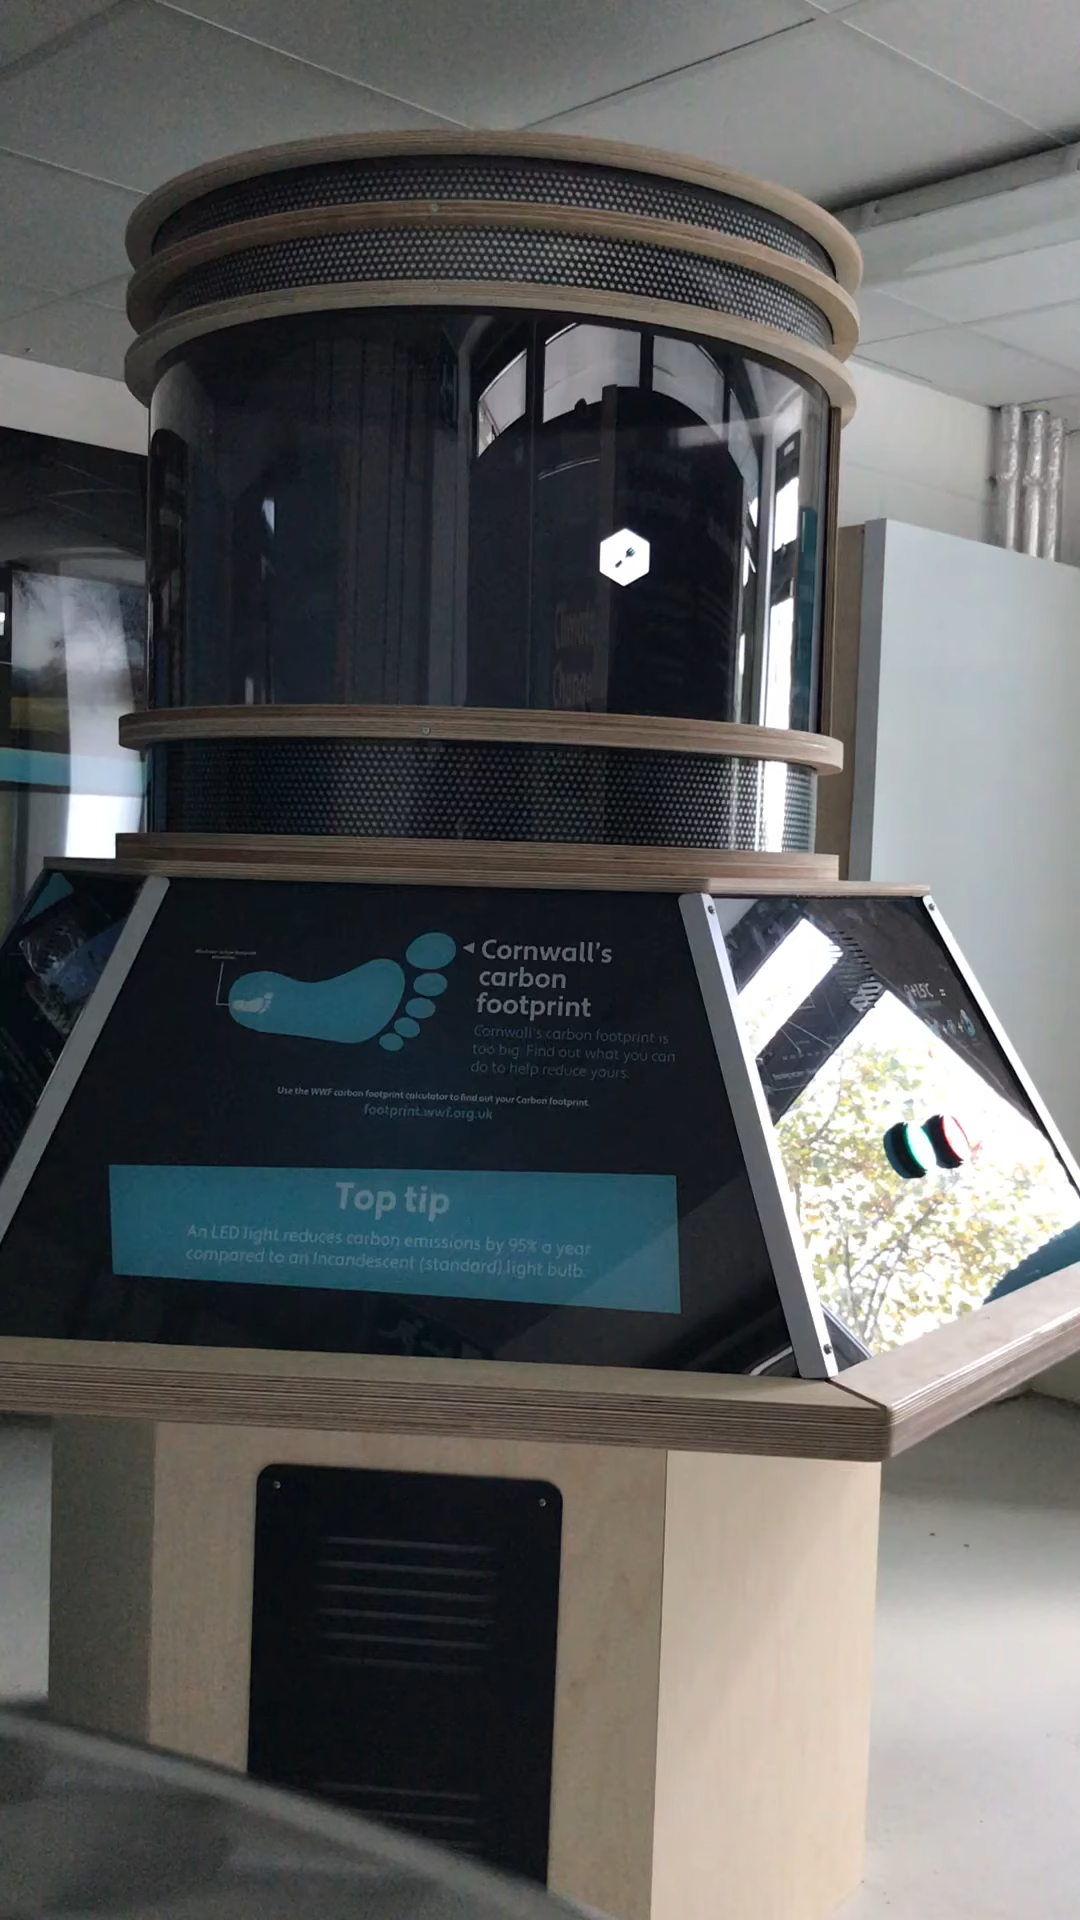 Climate
Change
◄ Cornwall's
carbon
footprint
Cornwall's carbon footprint is
too big. Find out what you can
do to help reduce yours.
Use the WWF carbon footprint calculator to find out your Carbon footprint.
footprint.wwf.org.uk
Top tip
An LED light reduces carbon emissions by 95% a year
compared to an Incandescent (standard) light bulb.